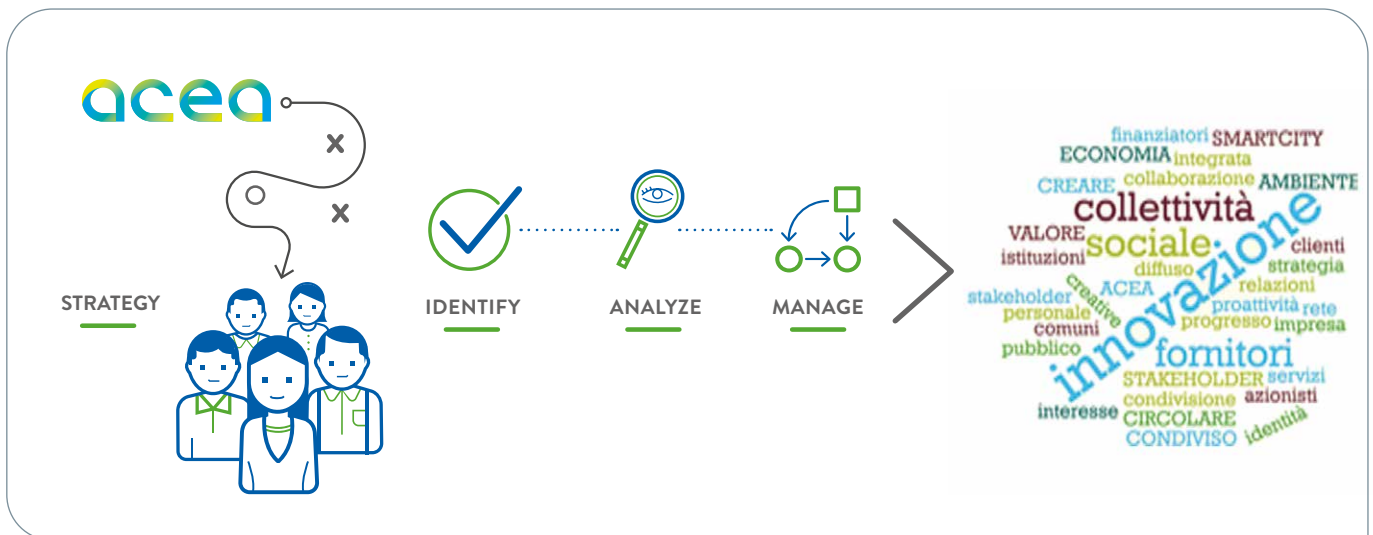 acea
STRATEGY
IDENTIFY
ANALYZE
MANAGE
finanziatori SMARTCITY
ECONOMIA integrata
CREARE collaborazione AMBIENTE
collettività
VALORE sociale clienti
istituzioni diffuso strategia
innovazione
creative ACEA relazioni
stakeholder proattività rete
personale progresso impresa
comuni
pubblico fornitori
STAKEHOLDER servizi
condivisione azionisti
interesse CIRCOLARE identità
CONDIVISO